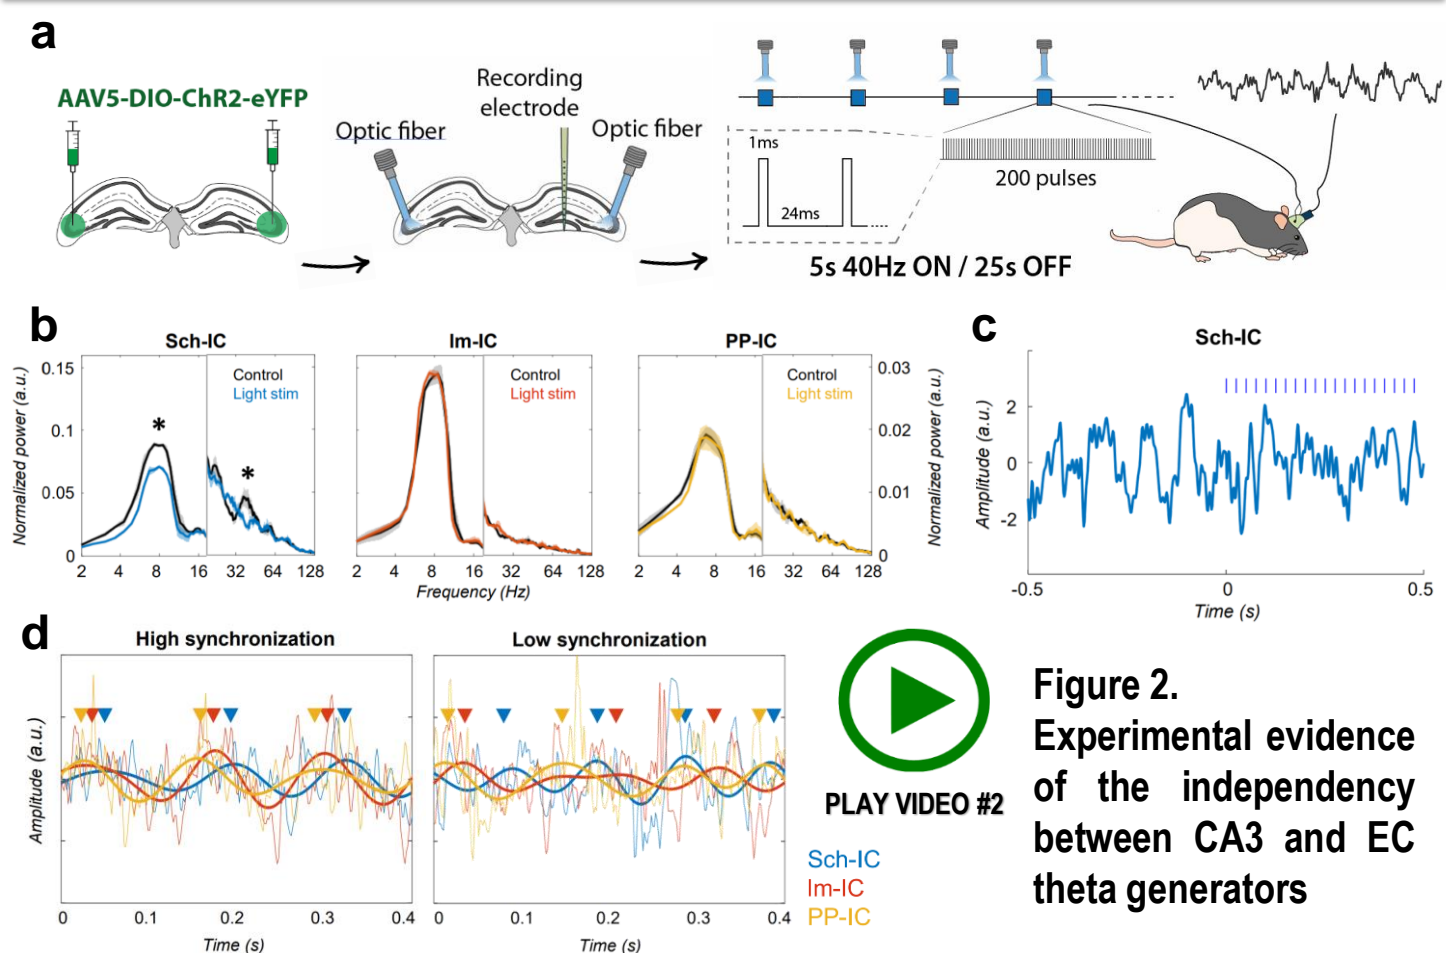 a
AAV5-DIO-ChR2-eYFP
Optic fiber
Recording
electrode
Optic fiber
1ms
24ms
200 pulses
5s 40Hz ON / 25s OFF
b
Sch-IC
Im-IC
PP-IC
Normalized power (a.u.)
0.15
0.1
0.05
0
Control
Light stim
*
*
2 4 8 16 32 64 128
Control
Light stim
2 4 8 16 32 64 128
Frequency (Hz)
Control
Light stim
2 4 8 16 32 64 128
0.03
0.02
0.01
0
Normalized power (a.u.)
c
Sch-IC
Amplitude (a.u.)
2
0
-2
-0.5 0 0.5
Time (s)
d
High synchronization
Low synchronization
Amplitude (a.u.)
0 0.1 0.2 0.3 0.4
Time (s)
0 0.1 0.2 0.3 0.4
Time (s)
PLAY VIDEO #2
Sch-IC
Im-IC
PP-IC
Figure 2.
Experimental evidence
of the independency
between CA3 and EC
theta generators